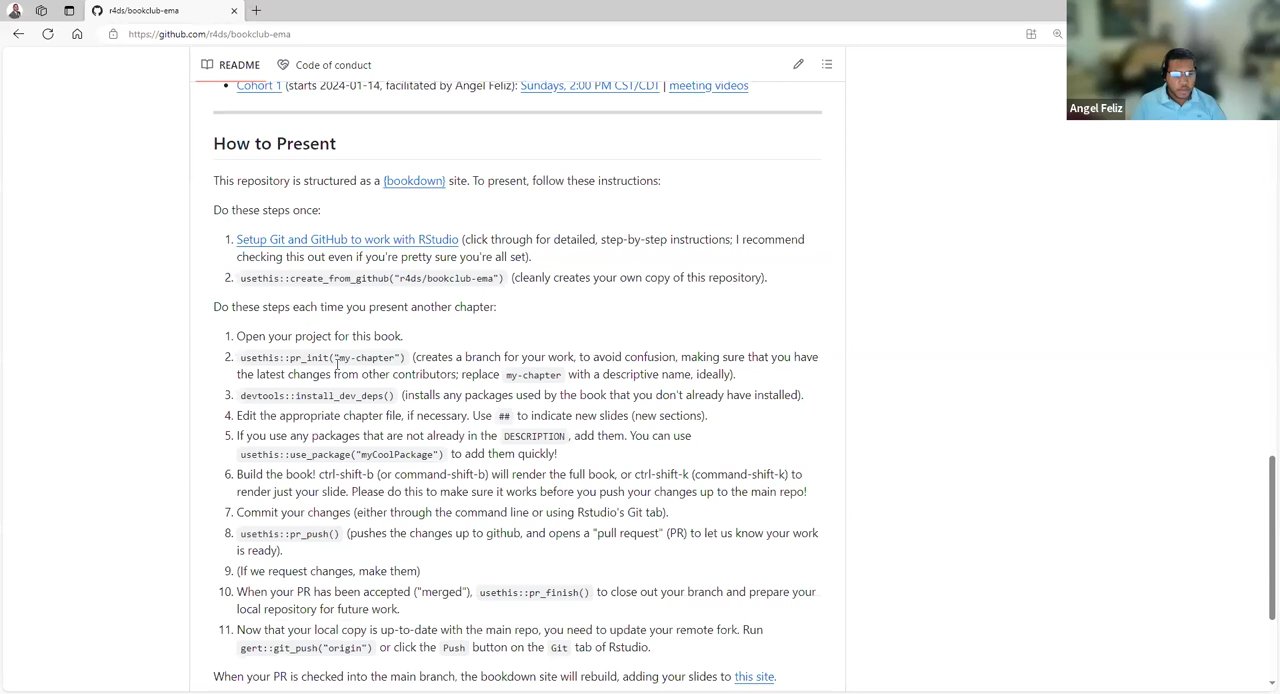 r4ds/bookclub-ema
https://github.com/r4ds/bookclub-ema
README
Code of conduct
Cohort 1 (starts 2024-01-14, facilitated by Angel Feliz): Sundays, 2:00 PM CST/CDT | meeting videos
Angel Feliz
How to Present
This repository is structured as a {bookdown} site. To present, follow these instructions:
Do these steps once:
1. Setup Git and GitHub to work with RStudio (click through for detailed, step-by-step instructions; I recommend
checking this out even if you're pretty sure you're all set).
2. usethis::create_from_github("r4ds/bookclub-ema") (cleanly creates your own copy of this repository).
Do these steps each time you present another chapter:
1. Open your project for this book.
2. usethis::pr_init("my-chapter") (creates a branch for your work, to avoid confusion, making sure that you have
the latest changes from other contributors; replace my-chapter with a descriptive name, ideally).
3. devtools::install_dev_deps() (installs any packages used by the book that you don't already have installed).
4. Edit the appropriate chapter file, if necessary. Use ## to indicate new slides (new sections).
5. If you use any packages that are not already in the DESCRIPTION, add them. You can use
usethis::use_package("myCoolPackage") to add them quickly!
6. Build the book! ctrl-shift-b (or command-shift-b) will render the full book, or ctrl-shift-k (command-shift-k) to
render just your slide. Please do this to make sure it works before you push your changes up to the main repo!
7. Commit your changes (either through the command line or using Rstudio's Git tab).
8. usethis::pr_push() (pushes the changes up to github, and opens a "pull request" (PR) to let us know your work
is ready).
9. (If we request changes, make them)
10. When your PR has been accepted ("merged"), usethis::pr_finish() to close out your branch and prepare your
local repository for future work.
11. Now that your local copy is up-to-date with the main repo, you need to update your remote fork. Run
gert::git_push("origin") or click the Push button on the Git tab of Rstudio.
When your PR is checked into the main branch, the bookdown site will rebuild, adding your slides to this site.